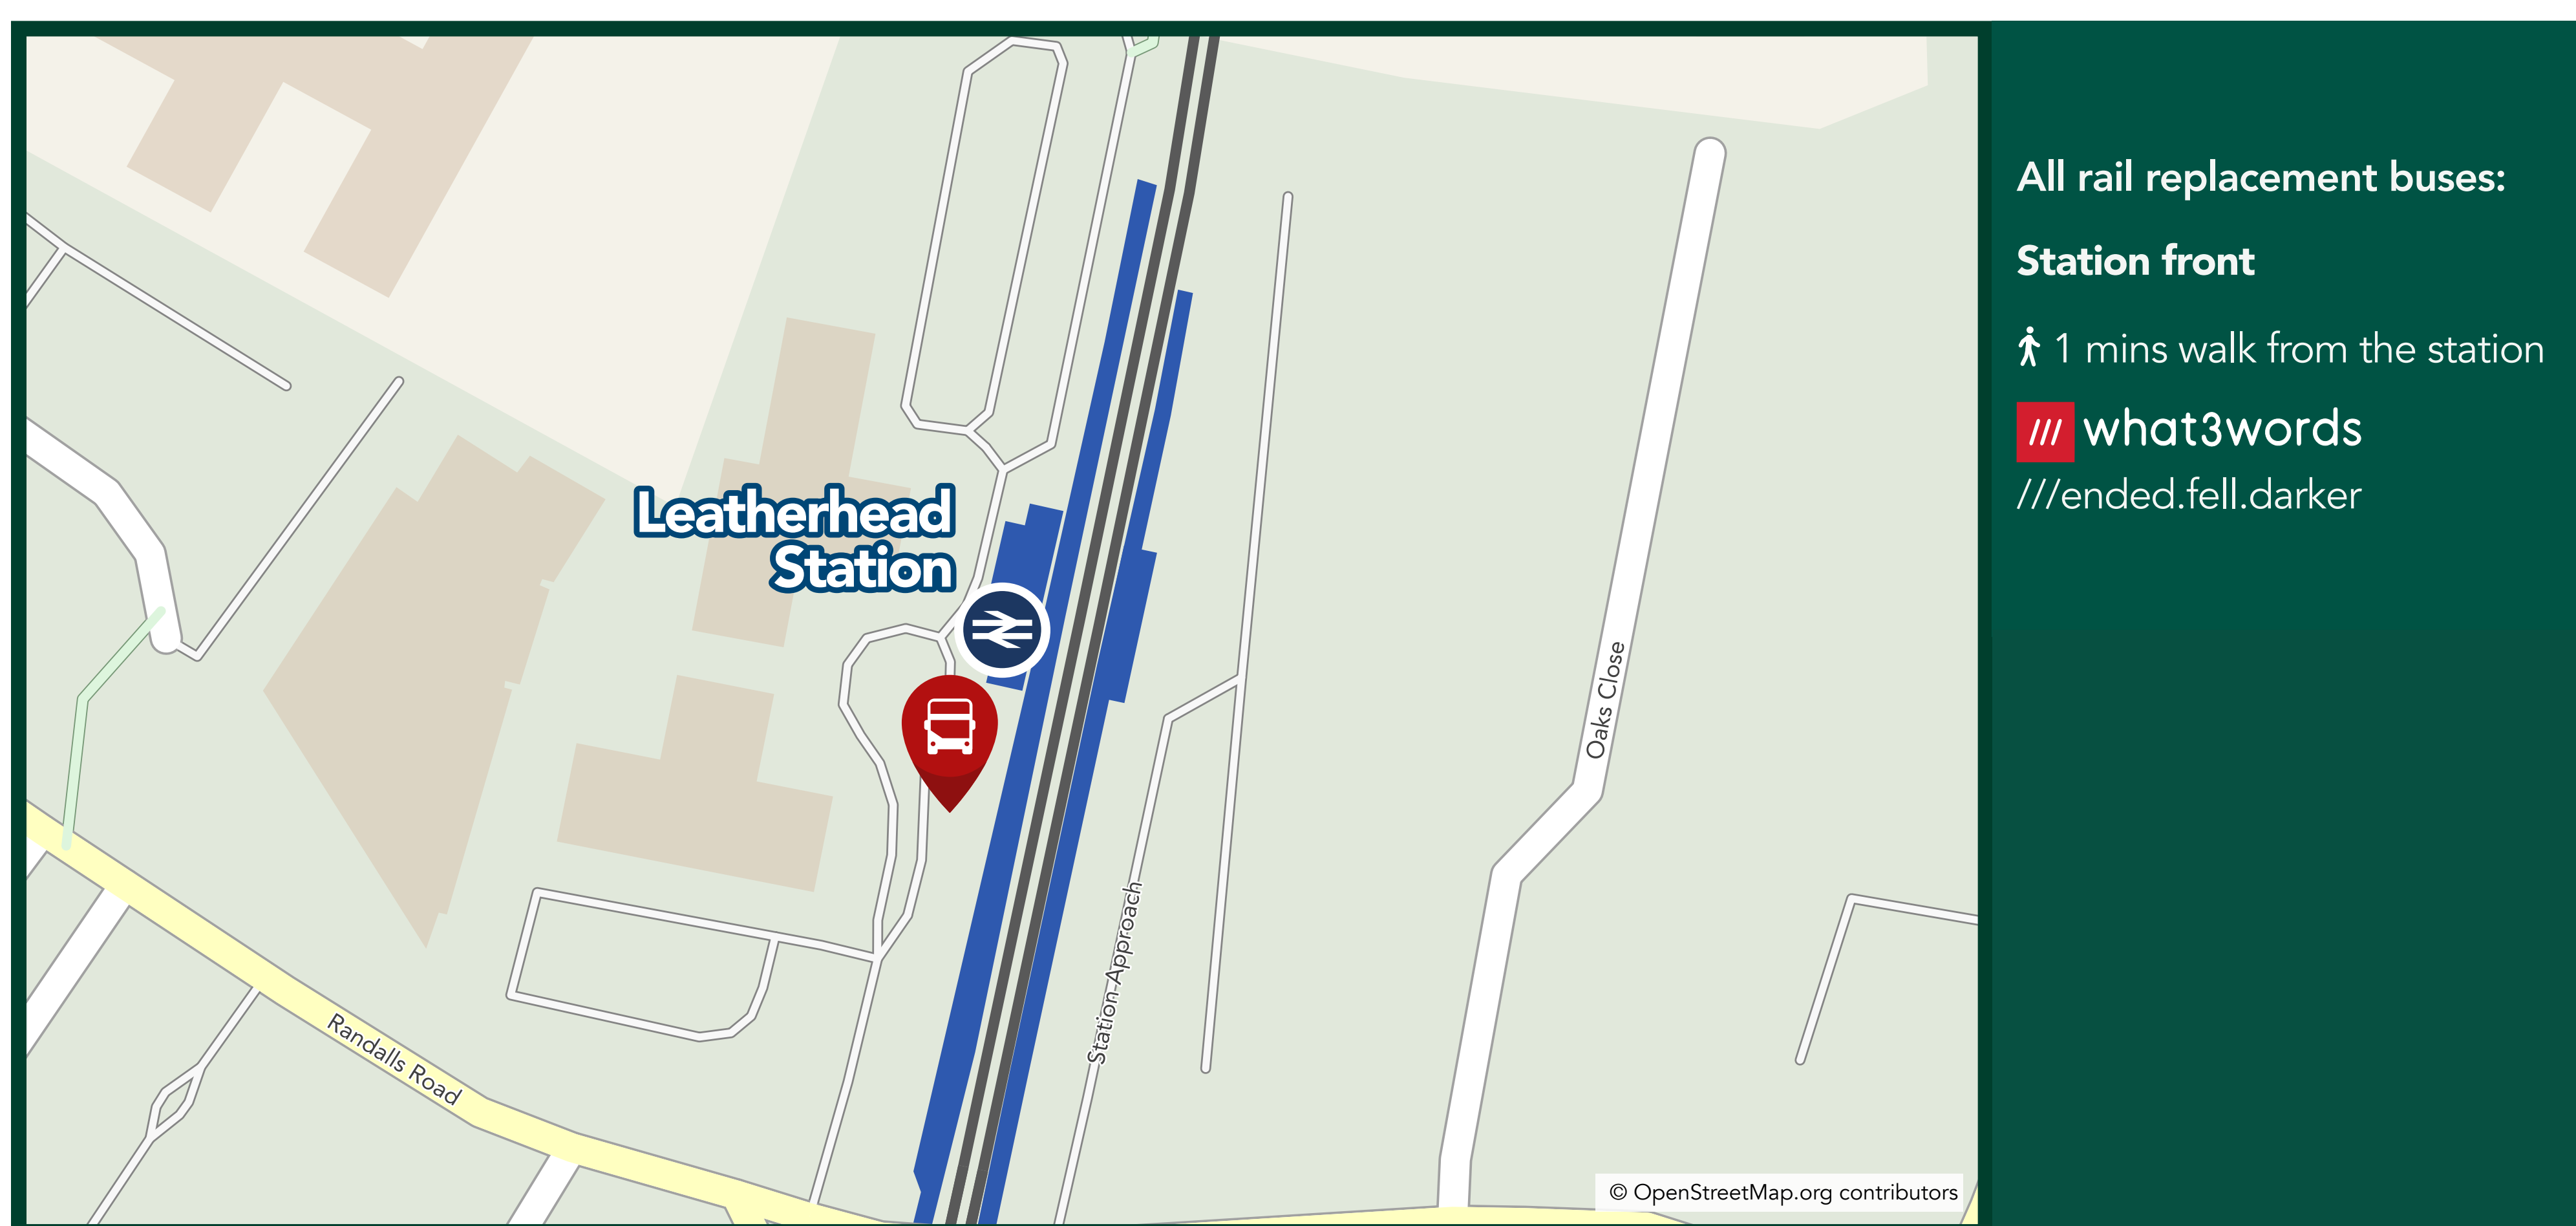 Leatherhead
Station
Oaks Close
Station Approach
Randalls Road
© OpenStreetMap.org contributors
All rail replacement buses:
Station front
1 mins walk from the station
/// what3words
///ended.fell.darker